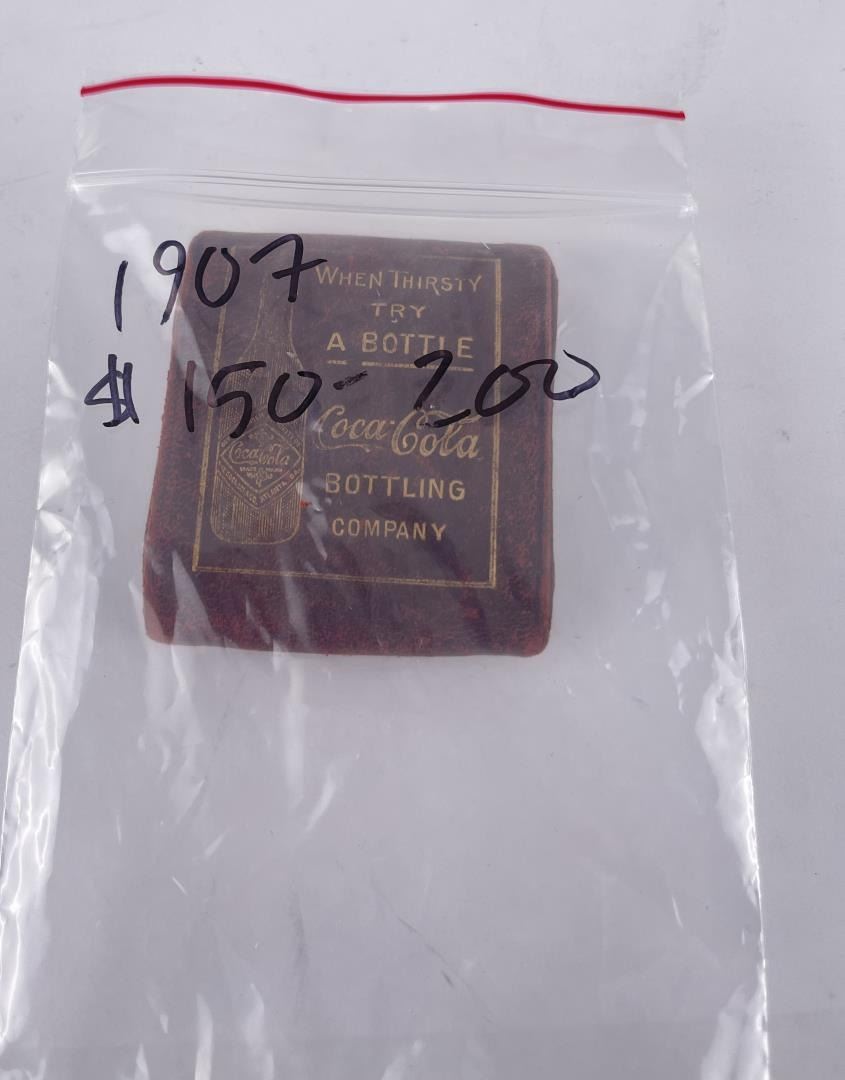 1907
$150-200
WHEN THIRSTY
TRY
A BOTTLE
Coca-Cola
BOTTLING
COMPANY
Coca-Cola